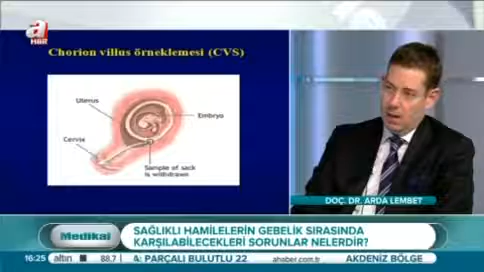 a
HBR
Chorion villus örneklemesi (CVS)
Uterus
Embryo
Cervix
Sample of sack
is withdrawn
DOÇ. DR. ARDA LEMBET
Medikal
SAĞLIKLI HAMİLELERİN GEBELİK SIRASINDA
KARŞILABİLECEKLERİ SORUNLAR NELERDİR?
16:25 altın 88 PARÇALI BULUTLU 22 ahaber.com.tr AKDENİZ BÖLGE